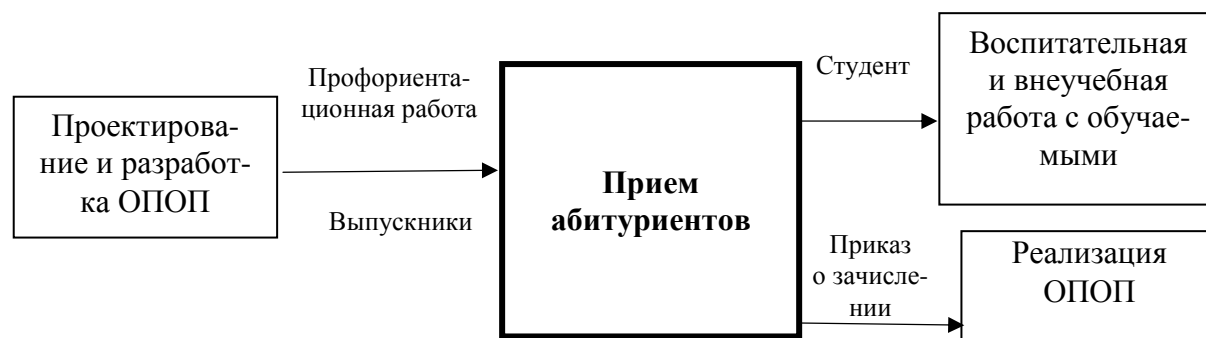 Проектирова-
ние и разработ-
ка ОПОП
Профориента-
ционная работа
Выпускники
Прием
абитуриентов
Студент
Воспитательная
и внеучебная
работа с обучае-
мыми
Приказ
о зачисле-
нии
Реализация
ОПОП